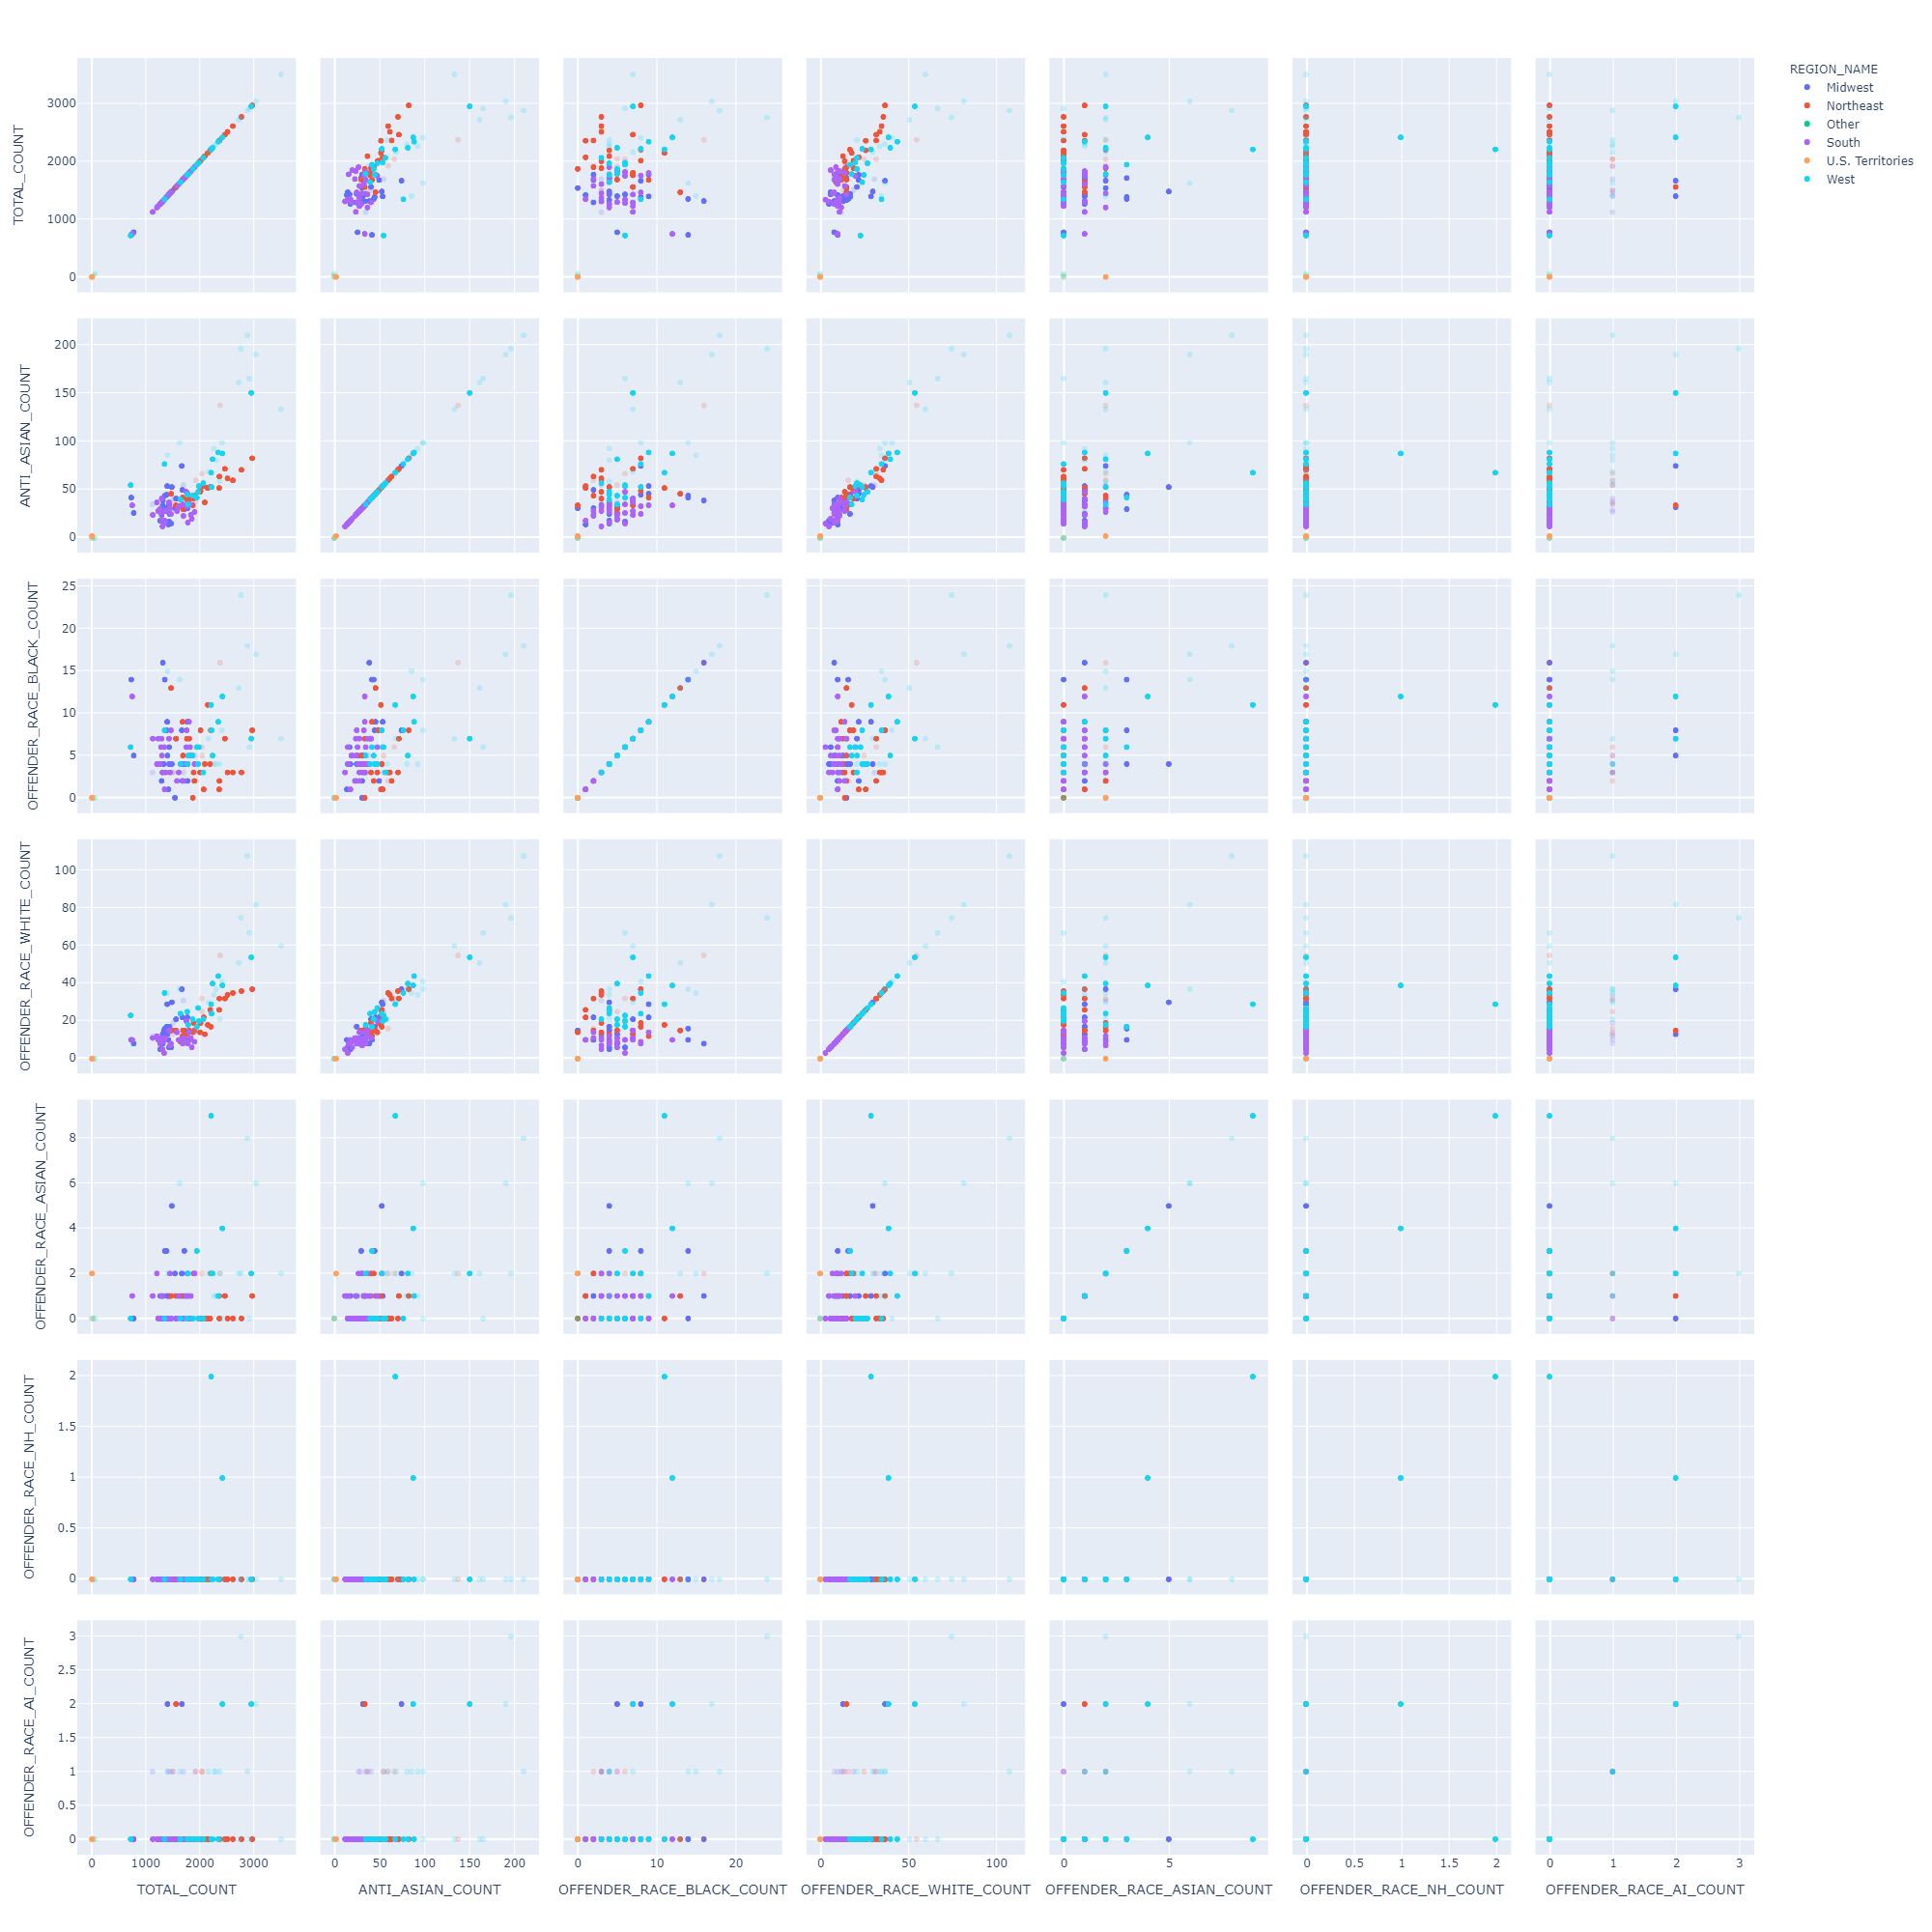 REGION_NAME
Midwest
Northeast
Other
South
U.S. Territories
West
TOTAL_COUNT
3000
2000
1000
0
ANTI_ASIAN_COUNT
200
150
100
50
0
OFFENDER_RACE_BLACK_COUNT
25
20
15
10
5
0
OFFENDER_RACE_WHITE_COUNT
100
80
60
40
20
0
OFFENDER_RACE_ASIAN_COUNT
8
6
4
2
0
OFFENDER_RACE_NH_COUNT
2
1.5
1
0.5
0
OFFENDER_RACE_AI_COUNT
3
2.5
2
1.5
1
0.5
0
0 1000 2000 3000 0 50 100 150 200 0 10 20 0 50 100 0 5 0 0.5 1 1.5 2 0 1 2 3
TOTAL_COUNT ANTI_ASIAN_COUNT OFFENDER_RACE_BLACK_COUNT OFFENDER_RACE_WHITE_COUNT OFFENDER_RACE_ASIAN_COUNT OFFENDER_RACE_NH_COUNT OFFENDER_RACE_AI_COUNT